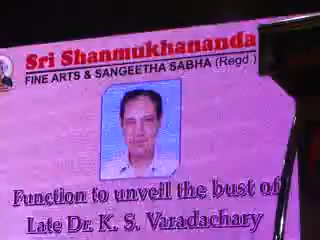 Sri Shanmukhananda
FINE ARTS & SANGEETHA SABHA (Regd.)
Function to unveil the bust of
Late Dr. K. S. Varadachary